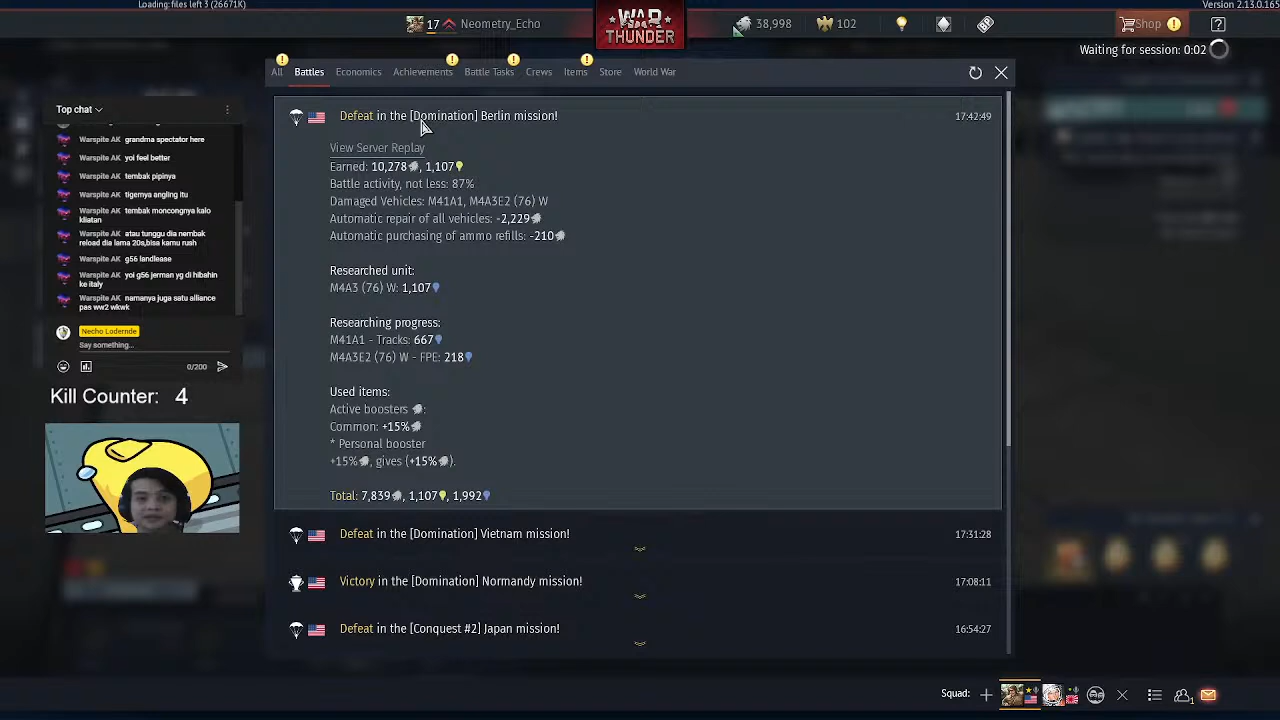 Loading:files left 3 (26671K)
Version 2.13.0.165
17 Neometry_Echo
WAR THUNDER
38,998
102
Shop
Waiting for session: 0:02
All Battles Economics Achievements Battle Tasks Crews Items Store World War
Top chat
Warspite AK grandma spectator here
Warspite AK yoi feel better
Warspite AK tembak pipinya
Warspite AK tigernya angling itu
Warspite AK tembak moncongnya kalo
kliatan
Warspite AK atau tunggu dia nembak
reload dia lama 20s,bisa kamu rush
Warspite AK g56 landlease
Warspite AK yoi g56 jerman yg di hibahin
ke italy
Warspite AK namanya juga satu alliance
pas ww2 wkwk
Necho Lodernde
Say something...
0/200
Kill Counter: 4
Defeat in the [Domination] Berlin mission! 17:42:49
View Server Replay
Earned: 10,278, 1,107
Battle activity, not less: 87%
Damaged Vehicles: M41A1, M4A3E2 (76) W
Automatic repair of all vehicles: -2,229
Automatic purchasing of ammo refills: -210
Researched unit:
M4A3 (76) W: 1,107
Researching progress:
M41A1 - Tracks: 667
M4A3E2 (76) W - FPE: 218
Used items:
Active boosters :
Common: +15%
* Personal booster
+15%, gives (+15%).
Total: 7,839, 1,107, 1,992
Defeat in the [Domination] Vietnam mission! 17:31:28
Victory in the [Domination] Normandy mission! 17:08:11
Defeat in the [Conquest #2] Japan mission! 16:54:27
Squad:
1